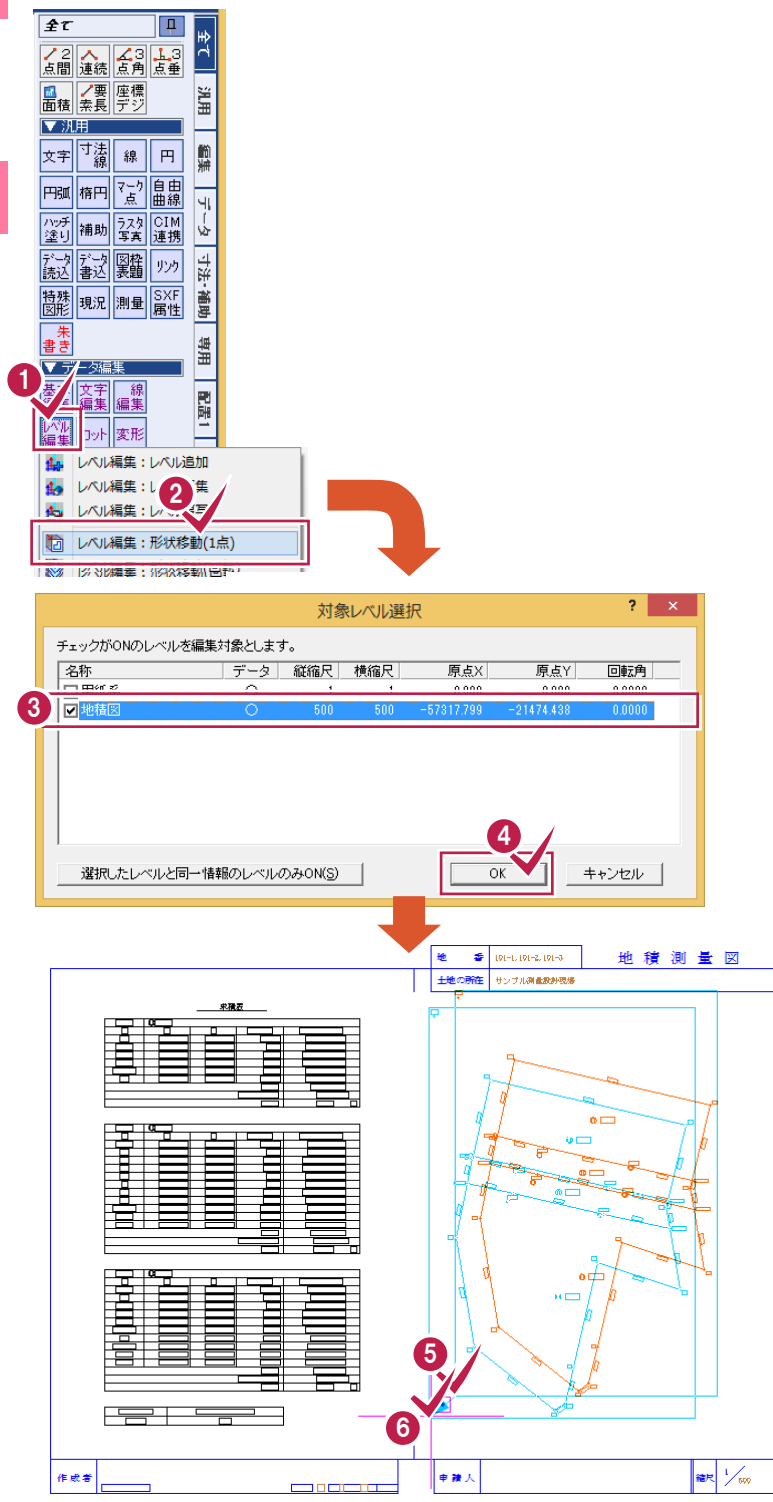 全て
全て
汎用
編集
データ
寸法・補助
専用
配置1
2点間 連続 3点角 3点垂
面積 要素長 座標デジ
▼ 汎用
文字 寸法線 線 円
円弧 楕円 マーク点 自由曲線
ハッチ塗り 補助 ラスタ写真 CIM連携
データ読込 データ書込 図枠表題 リンク
特殊図形 現況 測量 SXF属性
朱書き
▼ データ編集
1
文字編集 線編集
レベル編集 変形
レベル編集：レベル追加
2
レベル編集：形状移動(1点)
対象レベル選択 ? ×
チェックがONのレベルを編集対象とします。
名称 データ 縦縮尺 横縮尺 原点X 原点Y 回転角
3
地積図 ○ 500 500 -57317.799 -21474.438 0.0000
4
選択したレベルと同一情報のレベルのみON(S) OK キャンセル
地番 191-1,191-2,191-3 地積測量図
土地の所在 サンプル測量設計現場
求積表
5
6
作成者 申請人 縮尺 1/500